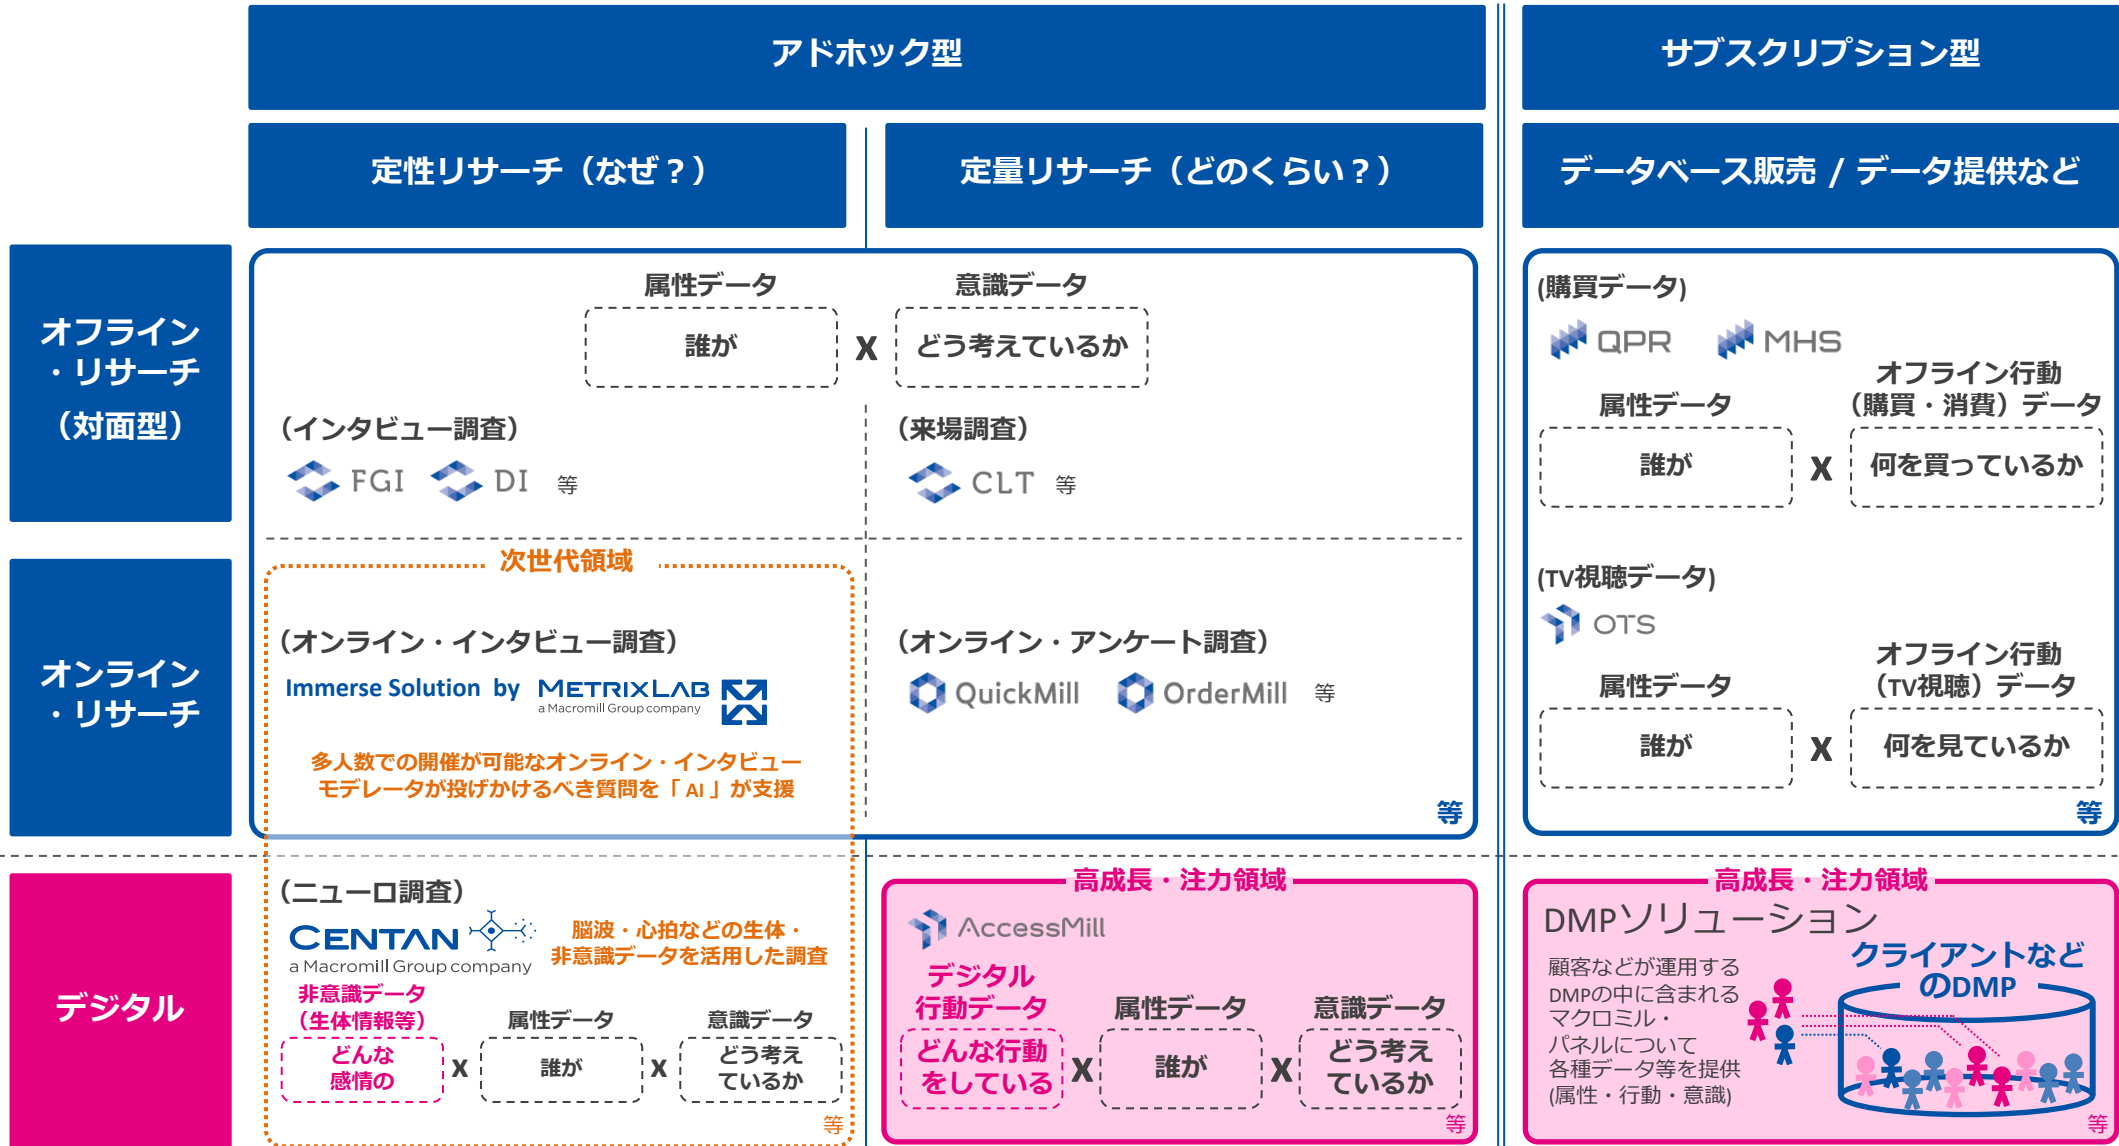 アドホック型
サブスクリプション型
定性リサーチ（なぜ？）
定量リサーチ（どのくらい？）
データベース販売 / データ提供など
オフライン
・リサーチ
（対面型）
属性データ
意識データ
誰が
X
どう考えているか
（インタビュー調査）
FGI
DI
等
（来場調査）
CLT
等
(購買データ)
QPR
MHS
属性データ
オフライン行動
（購買・消費）データ
誰が
X
何を買っているか
オンライン
・リサーチ
次世代領域
（オンライン・インタビュー調査）
Immerse Solution by
METRIXLAB
a Macromill Group company
多人数での開催が可能なオンライン・インタビュー
モデレータが投げかけるべき質問を「 AI 」が支援
（オンライン・アンケート調査）
QuickMill
OrderMill
等
等
(TV視聴データ)
OTS
属性データ
オフライン行動
（TV視聴）データ
誰が
X
何を見ているか
等
デジタル
（ニューロ調査）
CENTAN
a Macromill Group company
脳波・心拍などの生体・
非意識データを活用した調査
非意識データ
（生体情報等）
属性データ
意識データ
どんな
感情の
X
誰が
X
どう考え
ているか
等
高成長・注力領域
AccessMill
デジタル
行動データ
属性データ
意識データ
どんな行動
をしている
X
誰が
X
どう考え
ているか
等
高成長・注力領域
DMPソリューション
顧客などが運用する
DMPの中に含まれる
マクロミル・
パネルについて
各種データ等を提供
(属性・行動・意識)
クライアントなど
のDMP
等